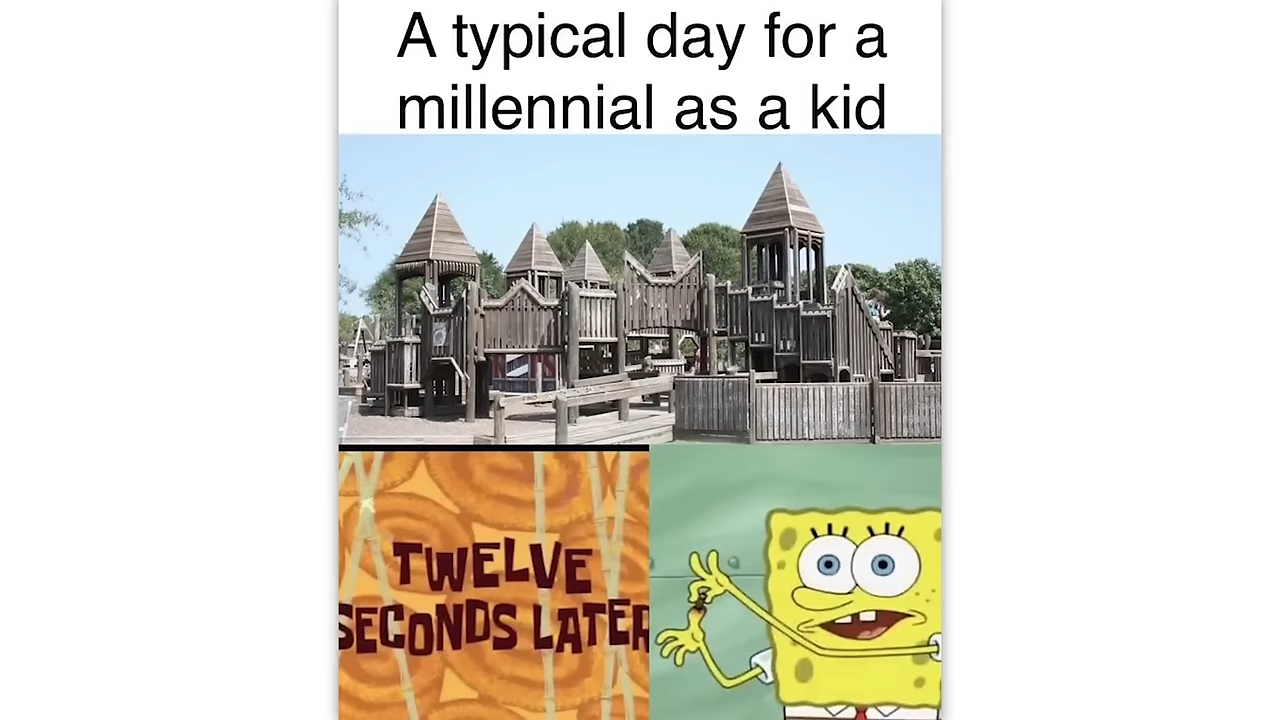 A typical day for a
millennial as a kid
TWELVE
SECONDS LATER